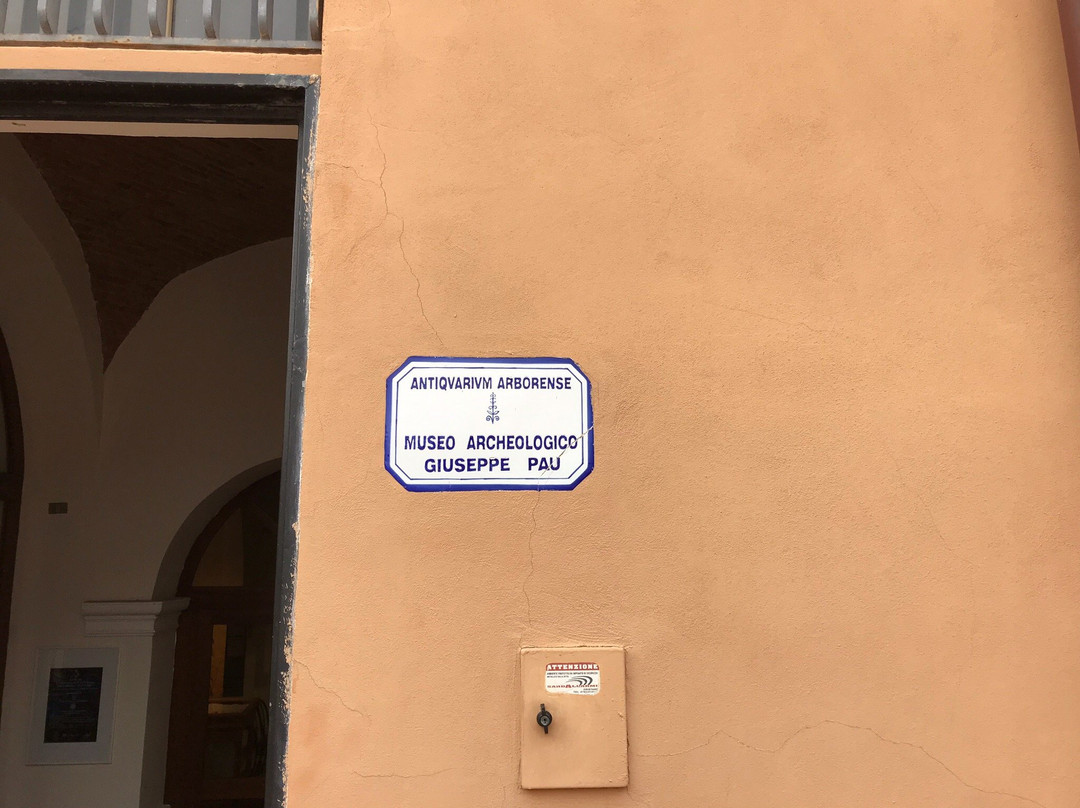 ANTIQVARIVM ARBORENSE
MUSEO ARCHEOLOGICO
GIUSEPPE PAU
ATTENZIONE